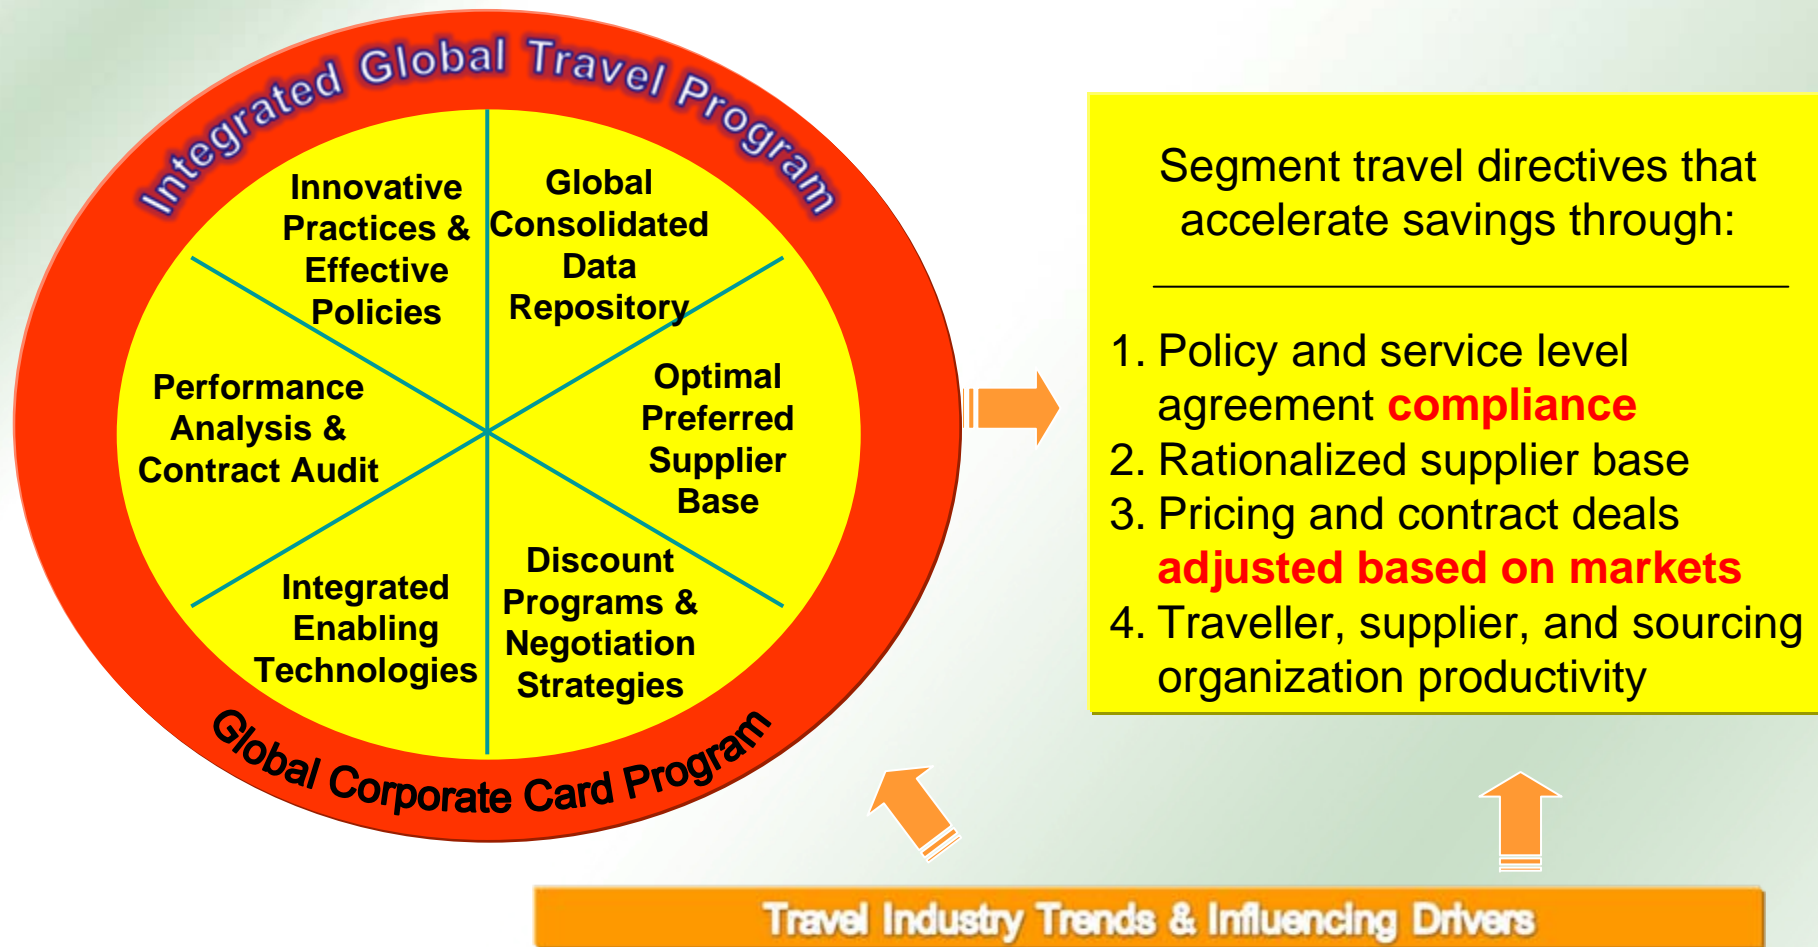 Integrated Global Travel Program
Innovative
Practices &
Effective
Policies
Global
Consolidated
Data
Repository
Performance
Analysis &
Contract Audit
Optimal
Preferred
Supplier
Base
Integrated
Enabling
Technologies
Discount
Programs &
Negotiation
Strategies
Global Corporate Card Program
Segment travel directives that
accelerate savings through:
1. Policy and service level
agreement compliance
2. Rationalized supplier base
3. Pricing and contract deals
adjusted based on markets
4. Traveller, supplier, and sourcing
organization productivity
Travel Industry Trends & Influencing Drivers